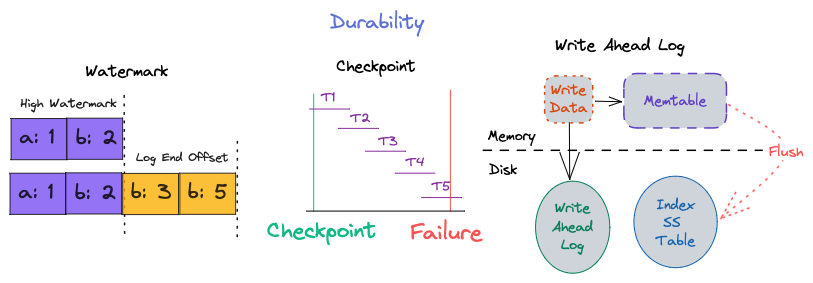 Durability
Watermark
High Watermark
a: 1 b: 2
Log End Offset
a: 1 b: 2 b: 3 b: 5
Checkpoint
T1
T2
T3
T4
T5
Checkpoint Failure
Write Ahead Log
Write
Data
Memtable
Memory
Disk
Flush
Write
Ahead
Log
Index
SS
Table